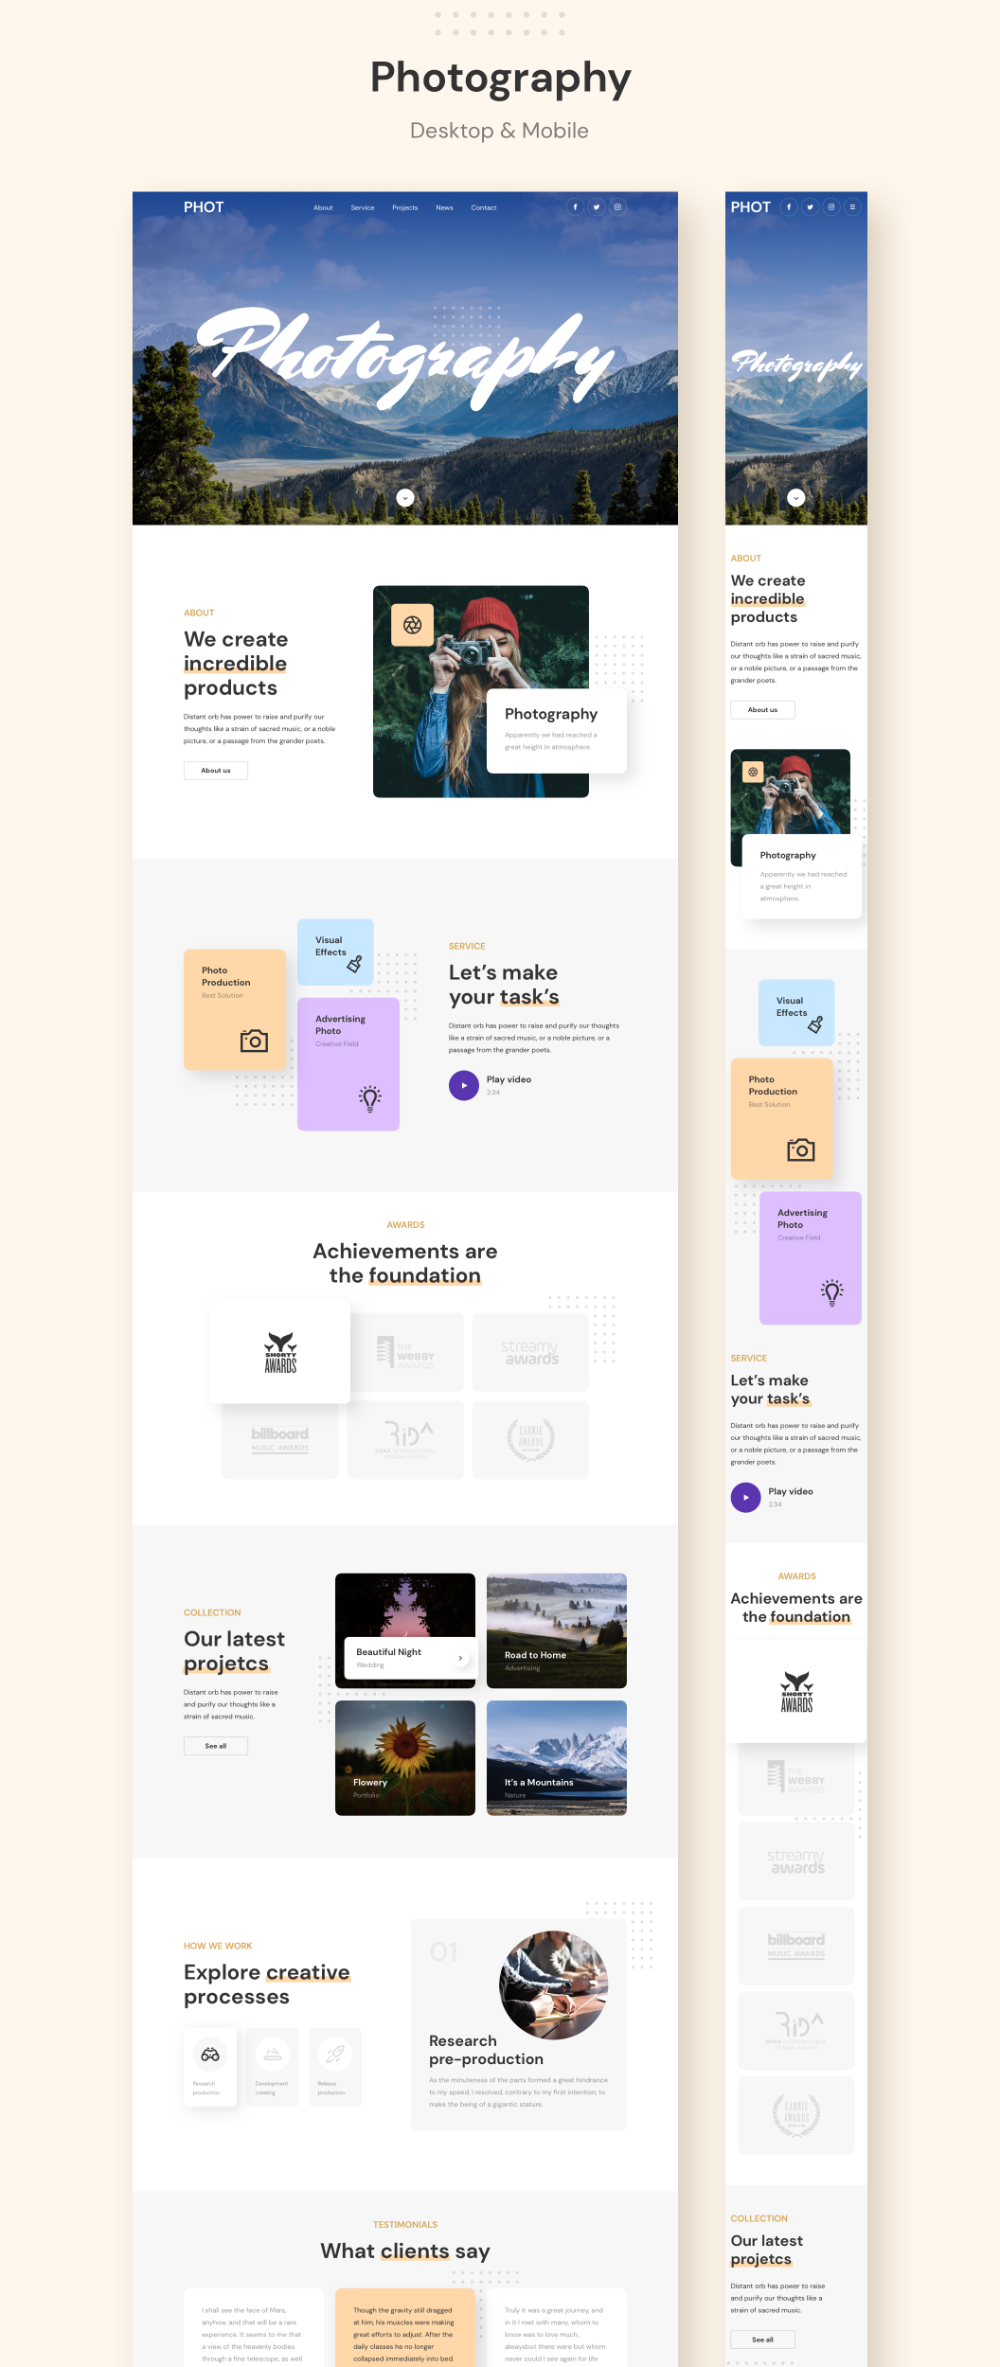 Photography
Desktop & Mobile
PHOT
About Service Projects News Contact
Photography
ABOUT
We create
incredible
products
Distant orb has power to raise and purify our
thoughts like a strain of sacred music, or a noble
picture, or a passage from the grander poets.
About us
Photography
Apparently we had reached a
great height in atmosphere.
Photo
Production
Best Solution
Visual
Effects
Advertising
Photo
Creative Field
SERVICE
Let's make
your task's
Distant orb has power to raise and purify our thoughts
like a strain of sacred music, or a noble picture, or a
passage from the grander poets.
Play video
2:34
AWARDS
Achievements are
the foundation
SHORTY
AWARDS
THE
WEBBY
AWARDS
streamy
awards
billboard
MUSIC AWARDS
COLLECTION
Our latest
projetcs
Distant orb has power to raise
and purify our thoughts like a
strain of sacred music.
See all
Beautiful Night
Wedding
Road to Home
Advertising
Flowery
Portfolio
It's a Mountains
Nature
HOW WE WORK
Explore creative
processes
Research
production
Development
creating
Release
production
01
Research
pre-production
As the minuteness of the parts formed a great hindrance
to my speed, I resolved, contrary to my first intention, to
make the being of a gigantic stature.
TESTIMONIALS
What clients say
I shall see the face of Mars,
anyhow, and that will be a rare
experience. It seems to me that
a view of the heavenly bodies
through a fine telescope, as well
Though the gravity still dragged
at him, his muscles were making
great efforts to adjust. After the
daily classes he no longer
collapsed immediately into bed.
Truly it was a great journey, and
in it I met with many, whom to
know was to love much,
alwaysbut there were but whom
never could I see again for life
PHOT
Photography
ABOUT
We create
incredible
products
Distant orb has power to raise and purify
our thoughts like a strain of sacred music,
or a noble picture, or a passage from the
grander poets.
About us
Photography
Apparently we had reached
a great height in
atmosphere.
Visual
Effects
Photo
Production
Best Solution
Advertising
Photo
Creative Field
SERVICE
Let's make
your task's
Distant orb has power to raise and purify
our thoughts like a strain of sacred music,
or a noble picture, or a passage from the
grander poets.
Play video
2:34
AWARDS
Achievements are
the foundation
SHORTY
AWARDS
THE
WEBBY
AWARDS
streamy
awards
billboard
MUSIC AWARDS
COLLECTION
Our latest
projetcs
Distant orb has power to raise
and purify our thoughts like a
strain of sacred music.
See all